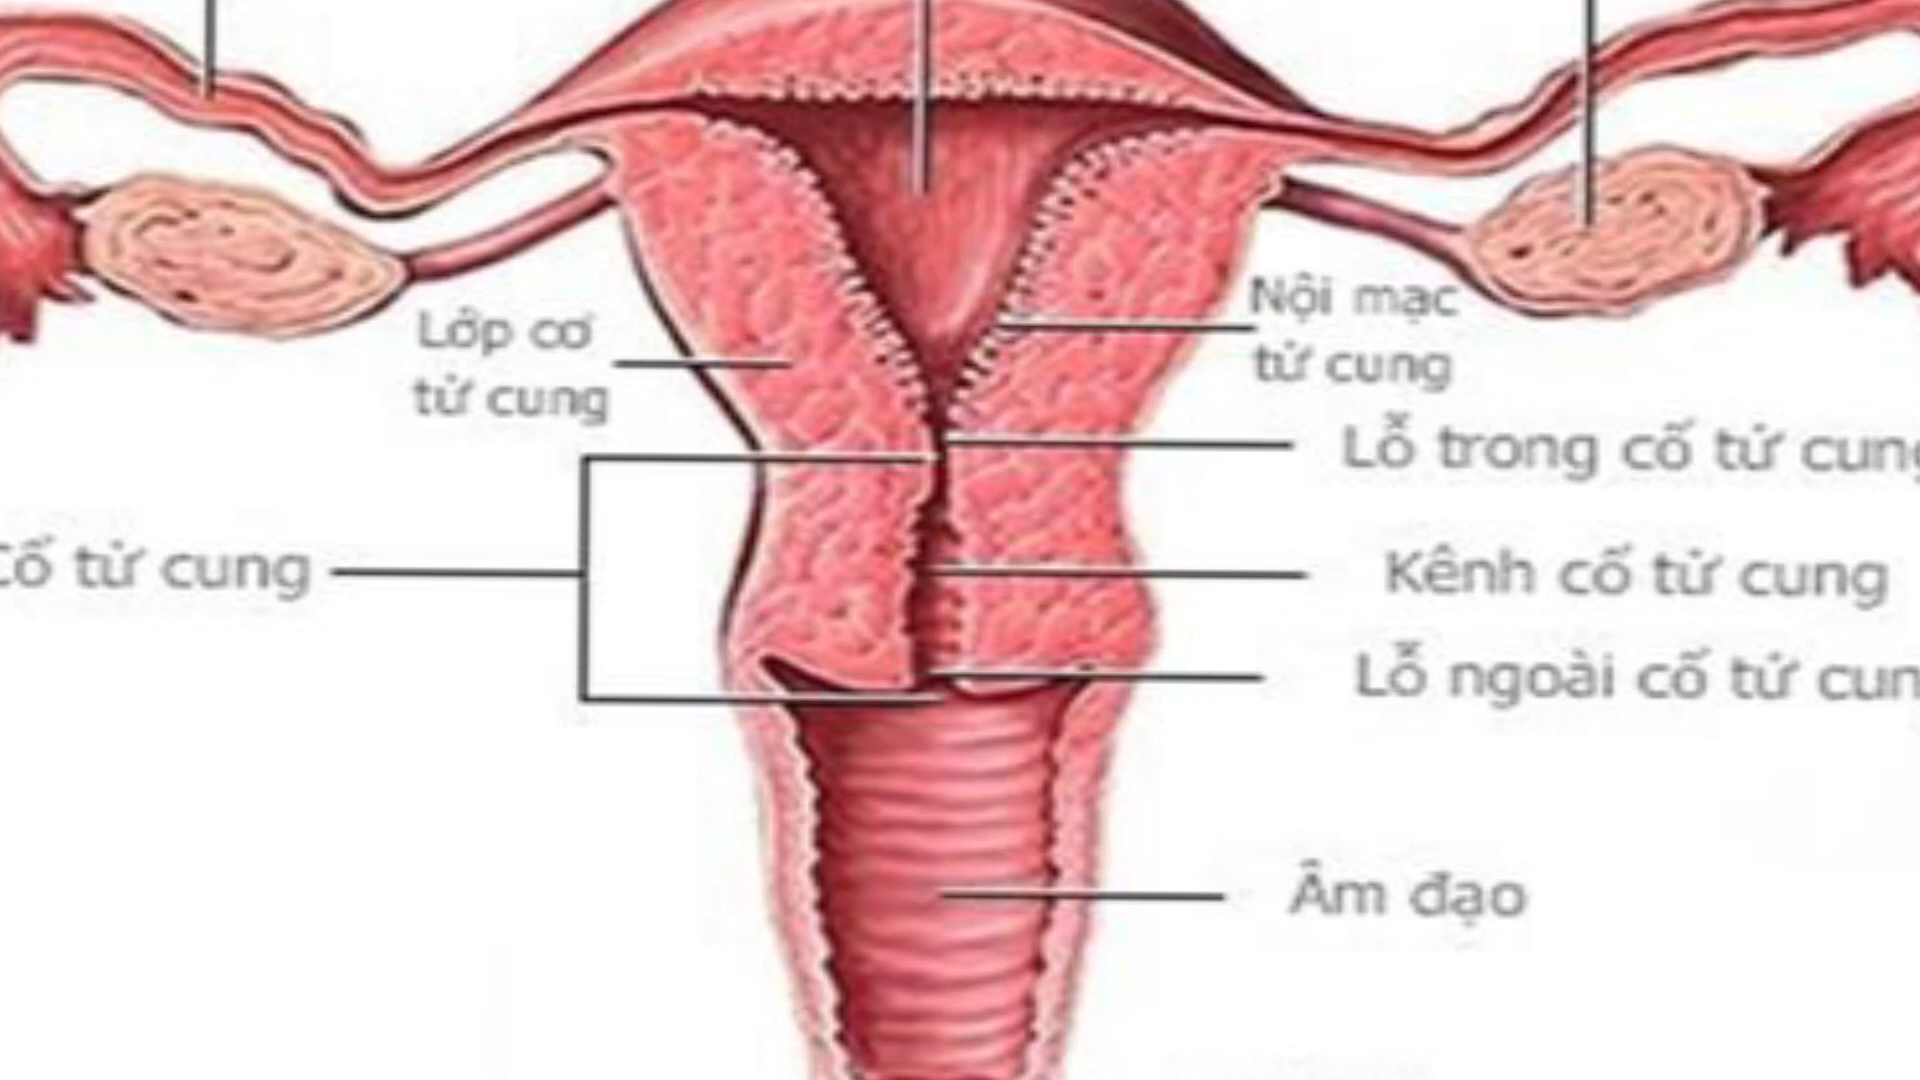 Nội mạc
tử cung
Lớp cơ
tử cung
Lỗ trong cổ tử cung
Cổ tử cung
Kênh cổ tử cung
Lỗ ngoài cổ tử cun
Âm đạo